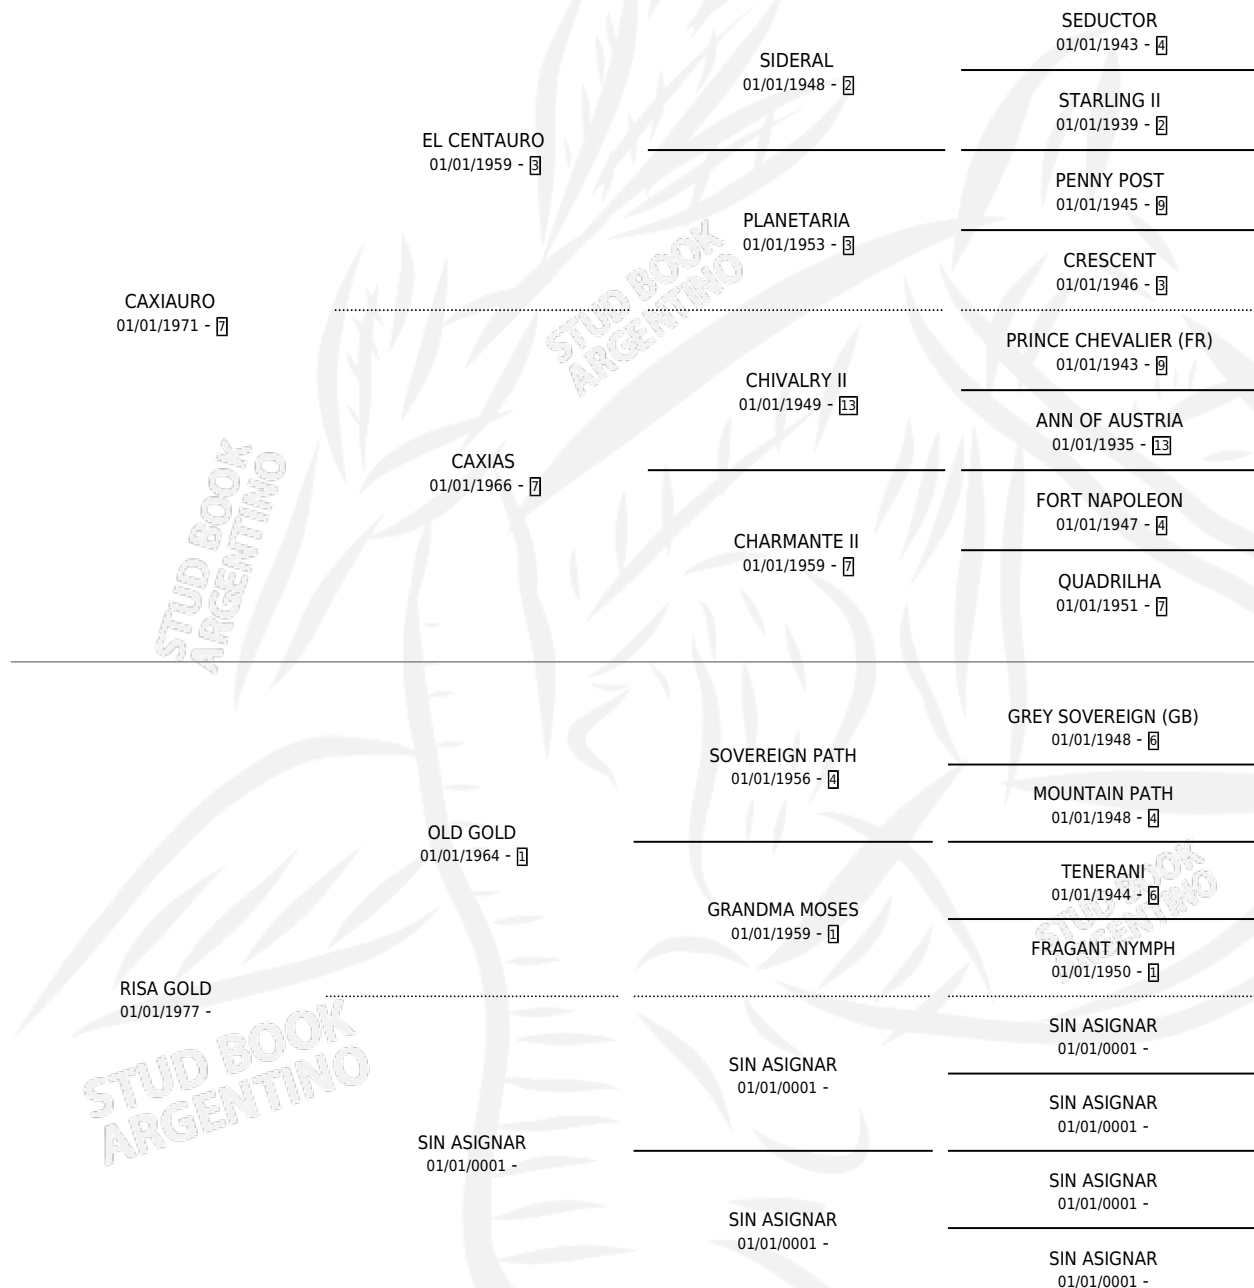 SEDUCTOR
01/01/1943 - 4
SIDERAL
01/01/1948 - 2
STARLING II
01/01/1939 - 2
EL CENTAURO
01/01/1959 - 3
PENNY POST
01/01/1945 - 9
PLANETARIA
01/01/1953 - 3
CRESCENT
01/01/1946 - 3
CAXIAURO
01/01/1971 - 7
PRINCE CHEVALIER (FR)
01/01/1943 - 9
CHIVALRY II
01/01/1949 - 13
ANN OF AUSTRIA
01/01/1935 - 13
CAXIAS
01/01/1966 - 7
FORT NAPOLEON
01/01/1947 - 4
CHARMANTE II
01/01/1959 - 7
QUADRILHA
01/01/1951 - 7
GREY SOVEREIGN (GB)
01/01/1948 - 6
SOVEREIGN PATH
01/01/1956 - 4
MOUNTAIN PATH
01/01/1948 - 4
OLD GOLD
01/01/1964 - 1
TENERANI
01/01/1944 - 6
GRANDMA MOSES
01/01/1959 - 1
FRAGANT NYMPH
01/01/1950 - 1
RISA GOLD
01/01/1977 -
SIN ASIGNAR
01/01/0001 -
SIN ASIGNAR
01/01/0001 -
SIN ASIGNAR
01/01/0001 -
SIN ASIGNAR
01/01/0001 -
SIN ASIGNAR
01/01/0001 -
SIN ASIGNAR
01/01/0001 -
SIN ASIGNAR
01/01/0001 -
STUD BOOK
ARGENTINO
STUD BOOK
ARGENTINO
STUD BOOK
ARGENTINO
STUD BOOK
ARGENTINO